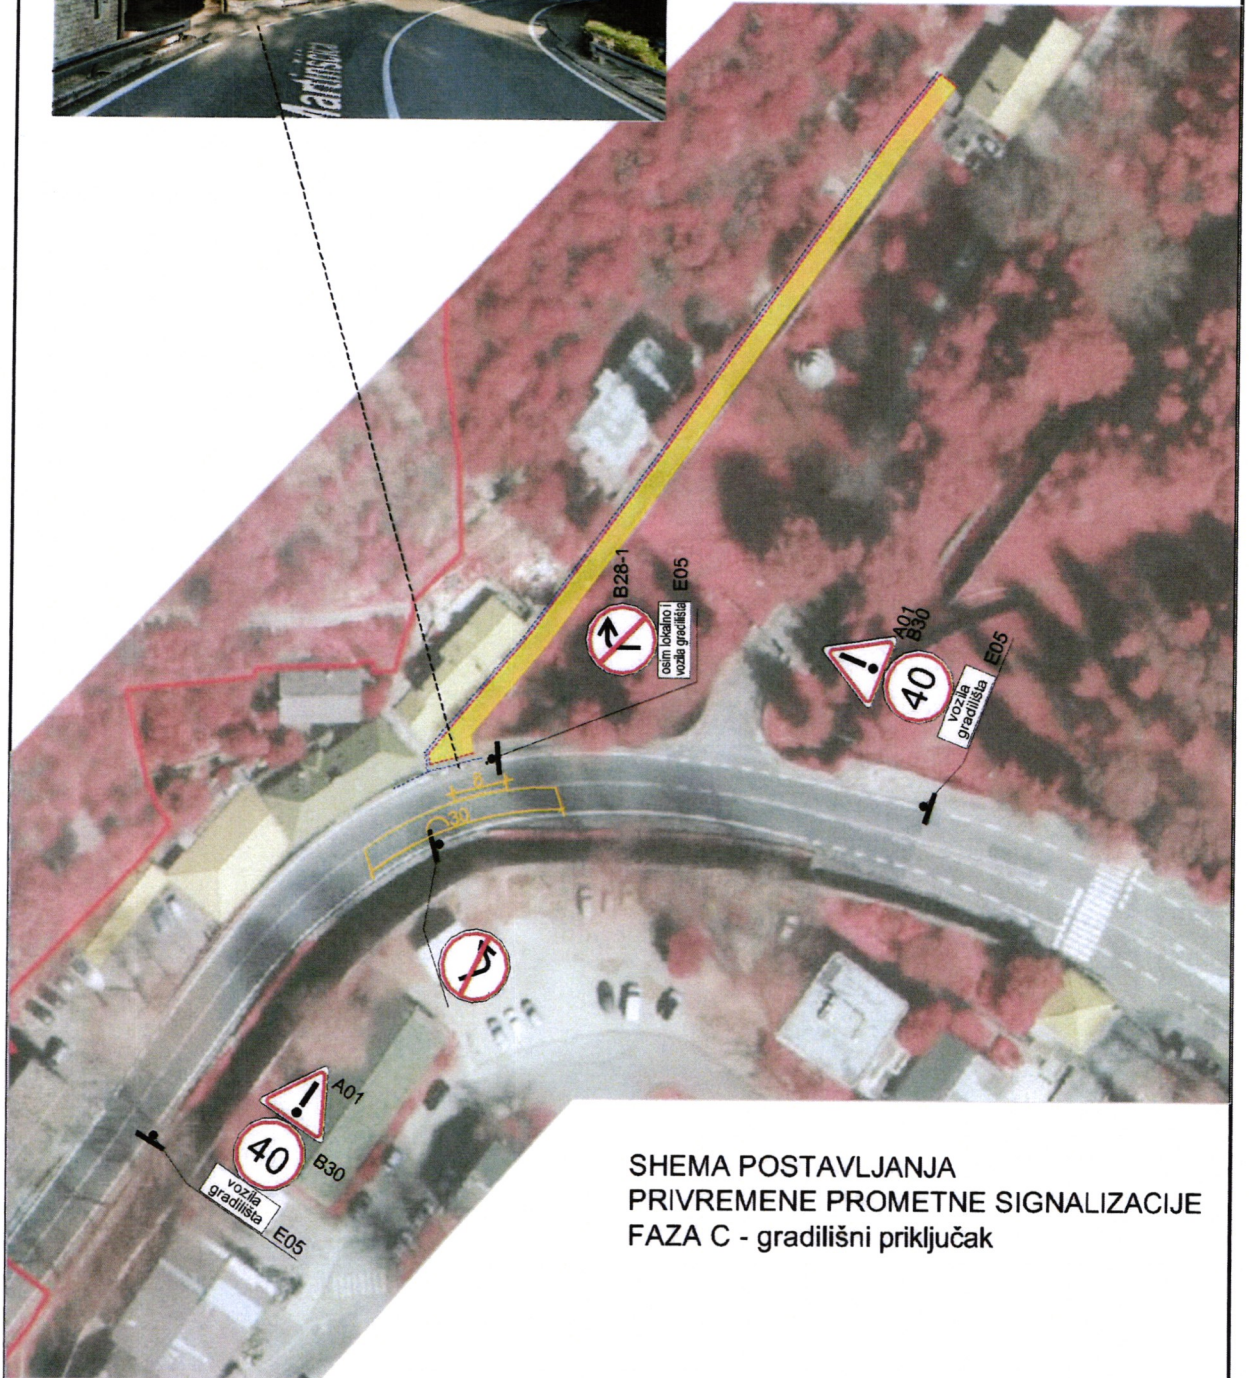 Martinšćica
B28-1
osim lokalno i
vozila gradilišta
E05
A01
B30
40
vozila
gradilišta
E05
6
30
A01
40
B30
vozila
gradilišta
E05
SHEMA POSTAVLJANJA
PRIVREMENE PROMETNE SIGNALIZACIJE
FAZA C - gradilišni priključak